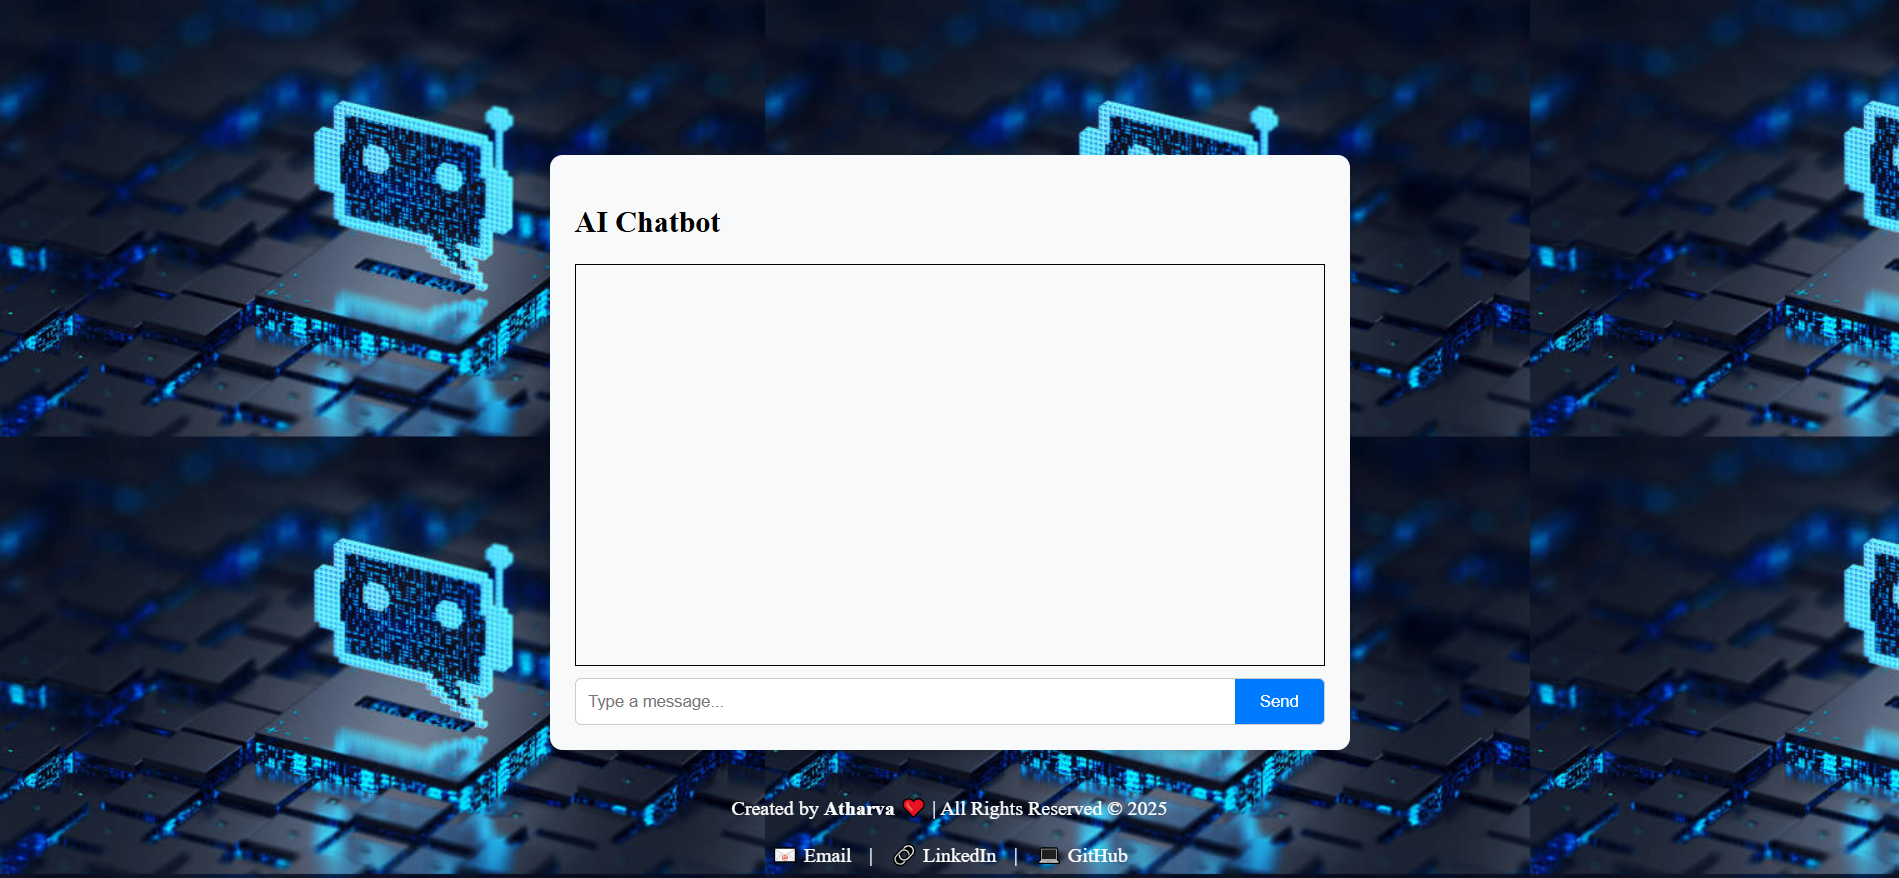 AI Chatbot
Type a message...
Send
Created by Atharva ❤️ | All Rights Reserved © 2025
📧 Email | 🔗 LinkedIn | 💻 GitHub